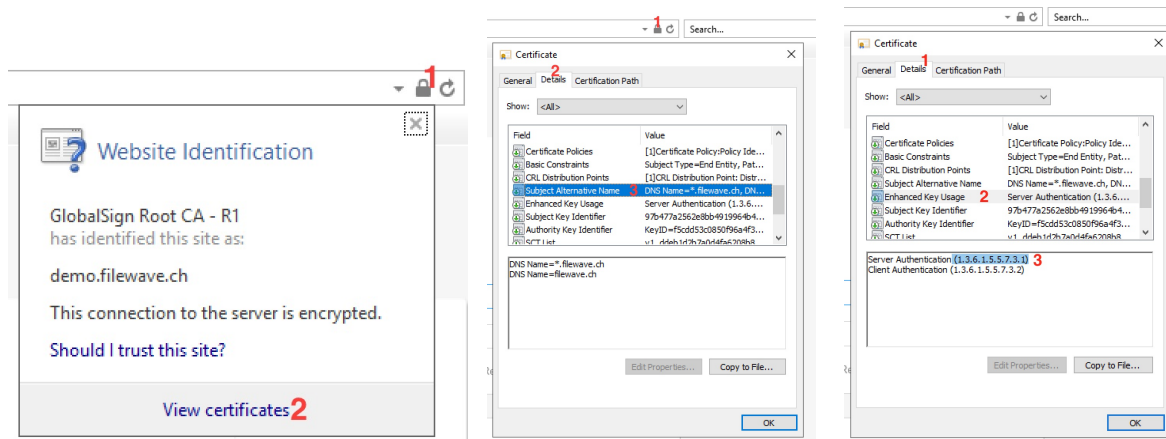 1
Website Identification
GlobalSign Root CA - R1
has identified this site as:
demo.filewave.ch
This connection to the server is encrypted.
Should I trust this site?
View certificates 2
1
Search...
Certificate
2
General Details Certification Path
Show: <All>
Field Value
Certificate Policies [1]Certificate Policy:Policy Ide...
Basic Constraints Subject Type=End Entity, Pat...
CRL Distribution Points [1]CRL Distribution Point: Distr...
Subject Alternative Name 3 DNS Name=*.filewave.ch, DN...
Enhanced Key Usage Server Authentication (1.3.6....
Subject Key Identifier 97b477a2562e8bb4919964b4...
Authority Key Identifier KeyID=f5cdd53c0850f96a4f3...
SCT List v1, ddeb1d2b7a0d4fa6208b8...
DNS Name=*.filewave.ch
DNS Name=filewave.ch
Edit Properties... Copy to File...
OK
Search...
Certificate
1
General Details Certification Path
Show: <All>
Field Value
Certificate Policies [1]Certificate Policy:Policy Ide...
Basic Constraints Subject Type=End Entity, Pat...
CRL Distribution Points [1]CRL Distribution Point: Distr...
Subject Alternative Name DNS Name=*.filewave.ch, DN...
Enhanced Key Usage 2 Server Authentication (1.3.6....
Subject Key Identifier 97b477a2562e8bb4919964b4...
Authority Key Identifier KeyID=f5cdd53c0850f96a4f3...
SCT List v1, ddeb1d2b7a0d4fa6208b8...
Server Authentication (1.3.6.1.5.5.7.3.1) 3
Client Authentication (1.3.6.1.5.5.7.3.2)
Edit Properties... Copy to File...
OK